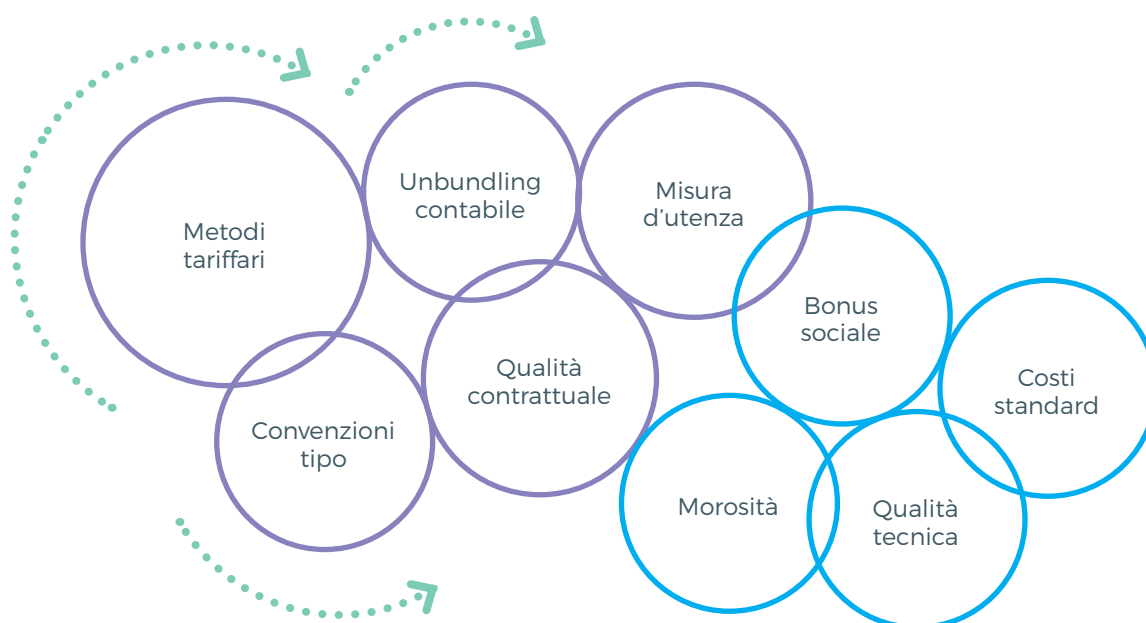 Metodi
tariffari
Unbundling
contabile
Misura
d’utenza
Convenzioni
tipo
Qualità
contrattuale
Bonus
sociale
Costi
standard
Morosità
Qualità
tecnica